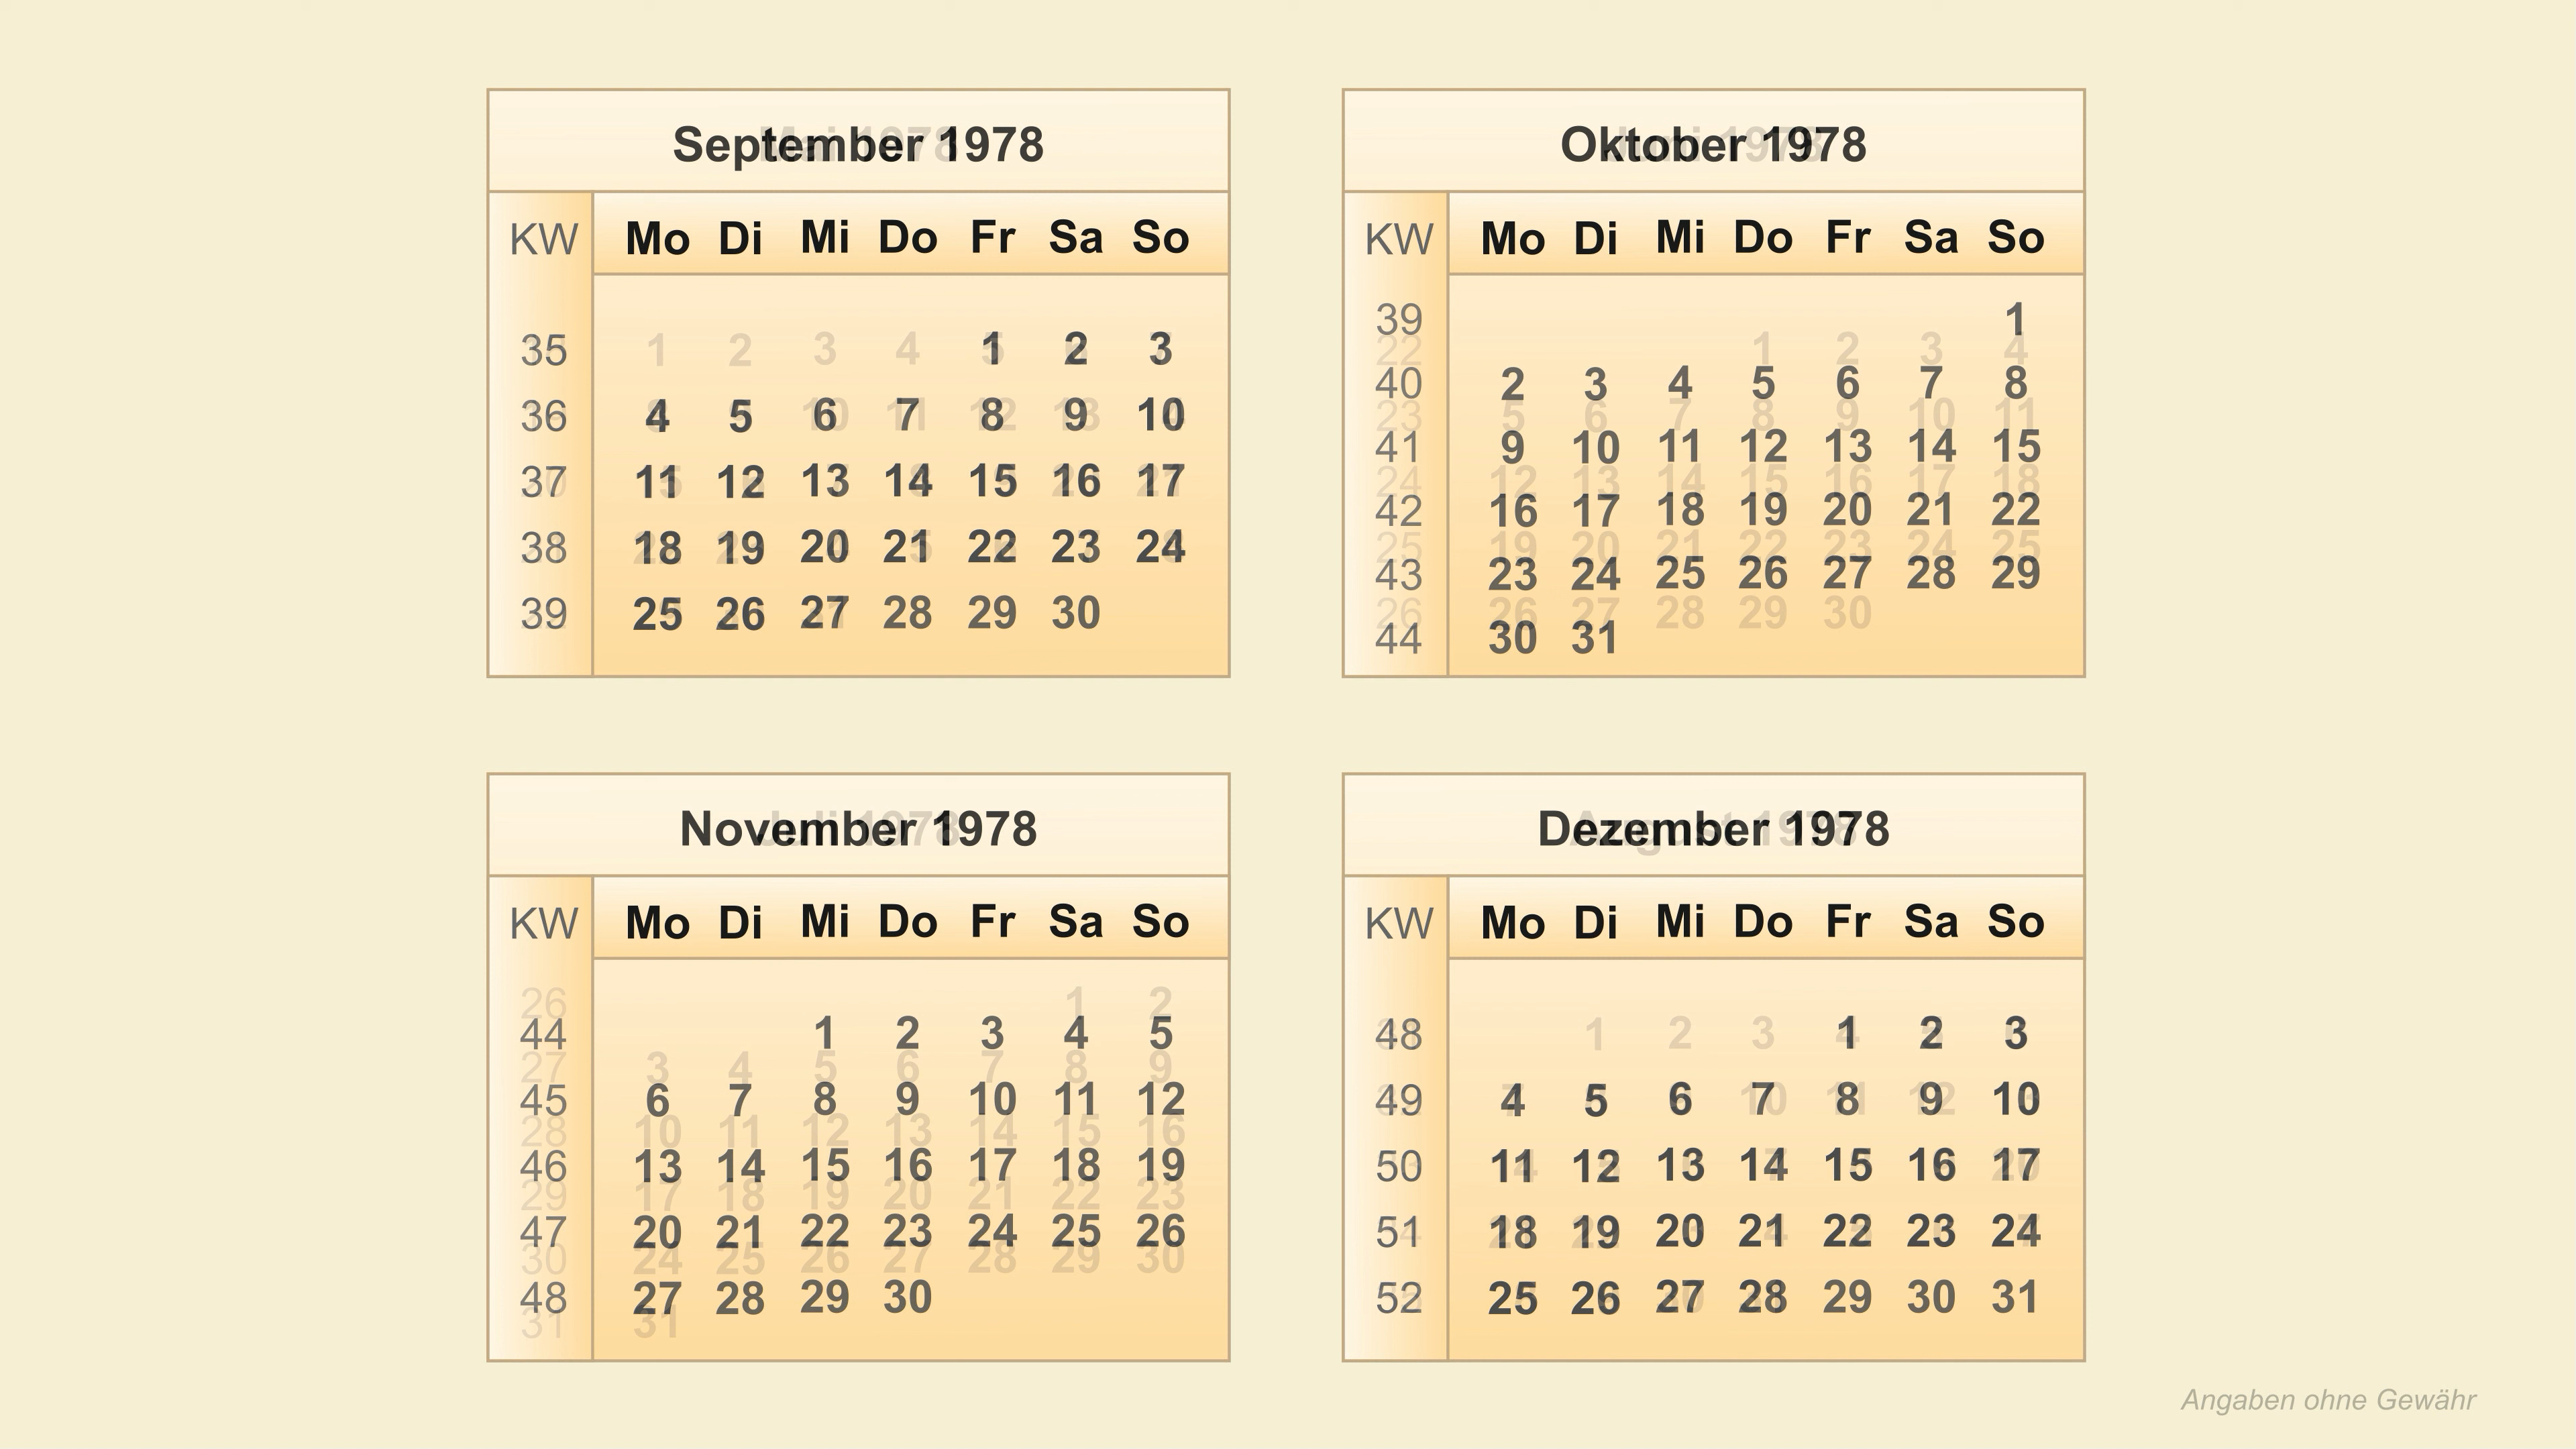 September 1978
KW Mo Di Mi Do Fr Sa So
35 1 2 3
36 4 5 6 7 8 9 10
37 11 12 13 14 15 16 17
38 18 19 20 21 22 23 24
39 25 26 27 28 29 30
Oktober 1978
KW Mo Di Mi Do Fr Sa So
39 1
40 2 3 4 5 6 7 8
41 9 10 11 12 13 14 15
42 16 17 18 19 20 21 22
43 23 24 25 26 27 28 29
44 30 31
November 1978
KW Mo Di Mi Do Fr Sa So
44 1 2 3 4 5
45 6 7 8 9 10 11 12
46 13 14 15 16 17 18 19
47 20 21 22 23 24 25 26
48 27 28 29 30
Dezember 1978
KW Mo Di Mi Do Fr Sa So
48 1 2 3
49 4 5 6 7 8 9 10
50 11 12 13 14 15 16 17
51 18 19 20 21 22 23 24
52 25 26 27 28 29 30 31
Angaben ohne Gewähr